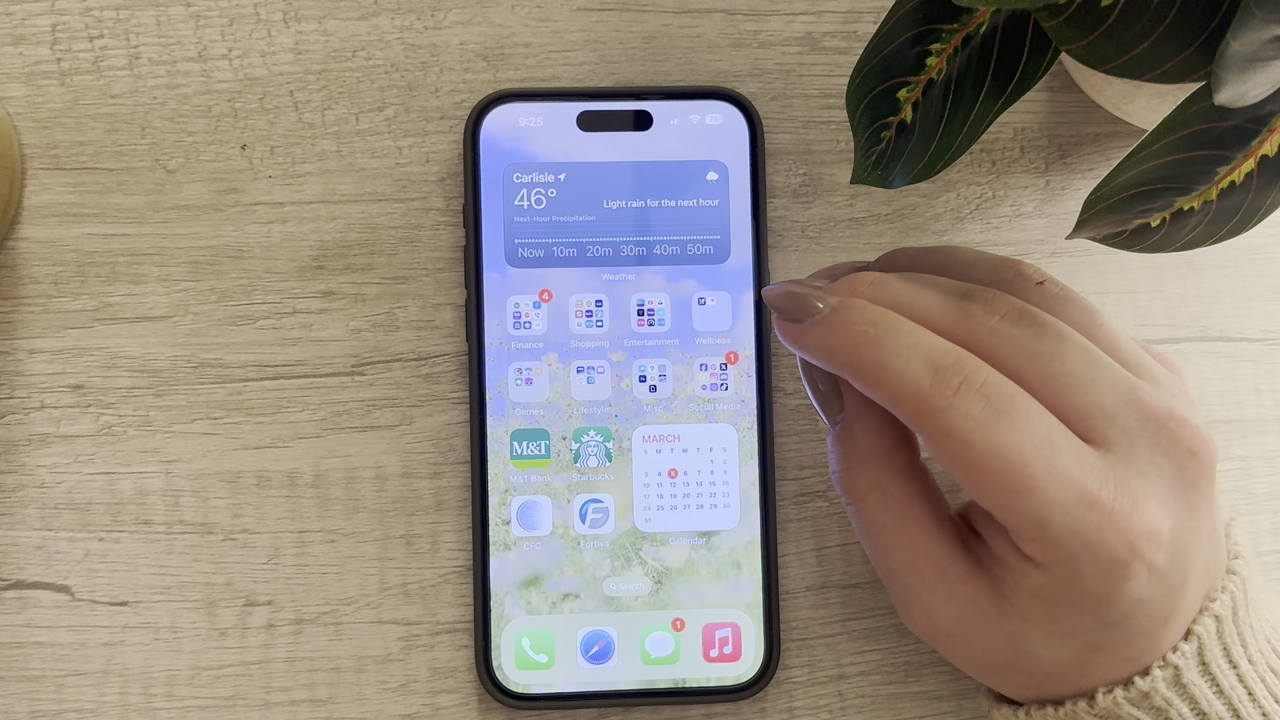 9:25
76
Carlisle
46°
Light rain for the next hour
Next-Hour Precipitation
Now 10m 20m 30m 40m 50m
Weather
4
Finance Shopping Entertainment Wellness
1
Games Lifestyle Misc Social Media
M&T
M&T Bank Starbucks
MARCH
S M T W T F S
1 2
3 4 5 6 7 8 9
10 11 12 13 14 15 16
17 18 19 20 21 22 23
24 25 26 27 28 29 30
31
CFC Fortiva Calendar
Search
1